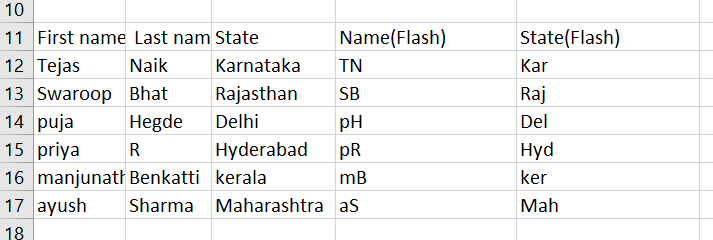 10
11 First name Last nam State Name(Flash) State(Flash)
12 Tejas Naik Karnataka TN Kar
13 Swaroop Bhat Rajasthan SB Raj
14 puja Hegde Delhi pH Del
15 priya R Hyderabad pR Hyd
16 manjunath Benkatti kerala mB ker
17 ayush Sharma Maharashtra aS Mah
18